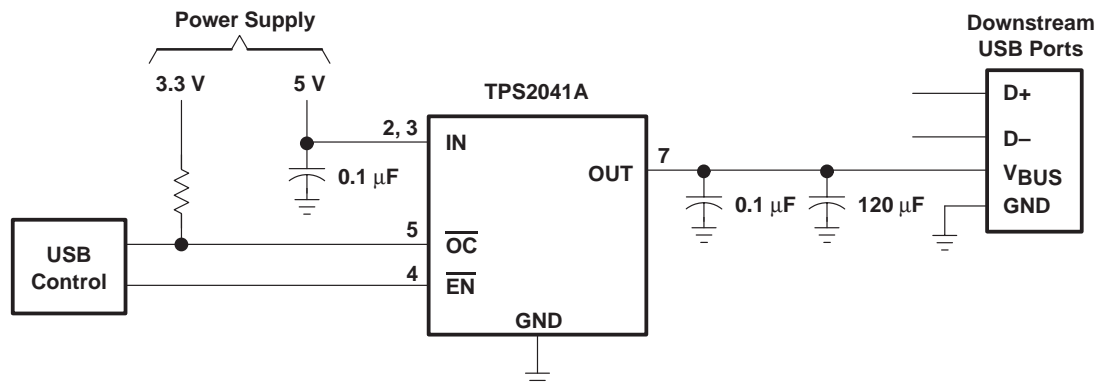 Power Supply
3.3 V
5 V
TPS2041A
Downstream
USB Ports
D+
D–
VBUS
GND
2, 3
IN
0.1 μF
OUT
7
0.1 μF
120 μF
USB
Control
5
OC
4
EN
GND